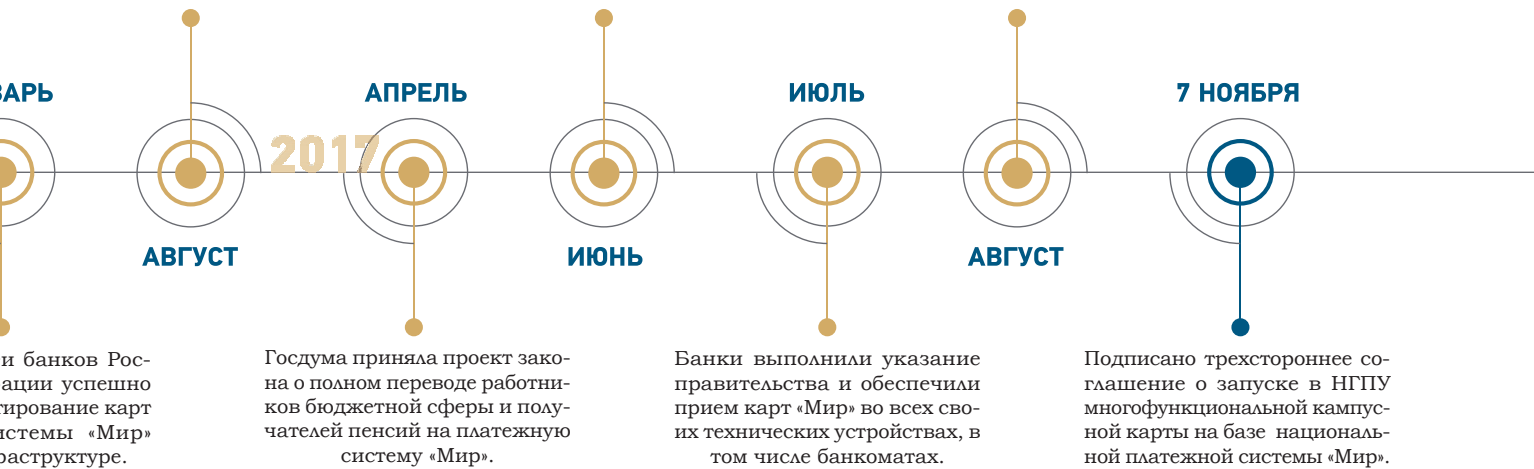 ВАРЬ
АПРЕЛЬ
ИЮЛЬ
7 НОЯБРЯ
2017
АВГУСТ
ИЮНЬ
АВГУСТ
и банков Рос-
ации успешно
тирование карт
истемы «Мир»
раструктуре.
Госдума приняла проект зако-
на о полном переводе работни-
ков бюджетной сферы и полу-
чателей пенсий на платежную
систему «Мир».
Банки выполнили указание
правительства и обеспечили
прием карт «Мир» во всех сво-
их технических устройствах, в
том числе банкоматах.
Подписано трехстороннее со-
глашение о запуске в НГПУ
многофункциональной кампус-
ной карты на базе националь-
ной платежной системы «Мир».